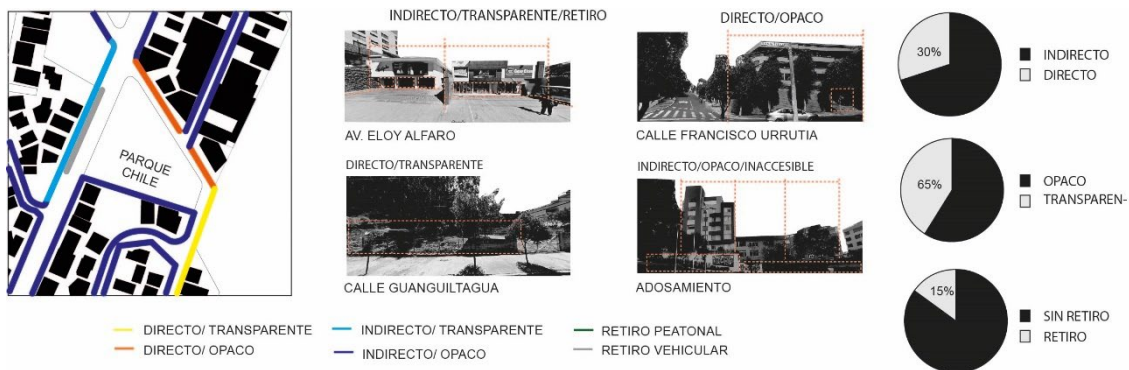 PARQUE
CHILE
INDIRECTO/TRANSPARENTE/RETIRO
AV. ELOY ALFARO
DIRECTO/OPACO
CALLE FRANCISCO URRUTIA
DIRECTO/TRANSPARENTE
CALLE GUANGUILTAGUA
INDIRECTO/OPACO/INACCESIBLE
ADOSAMIENTO
DIRECTO/ TRANSPARENTE
DIRECTO/ OPACO
INDIRECTO/ TRANSPARENTE
INDIRECTO/ OPACO
RETIRO PEATONAL
RETIRO VEHICULAR
30%
INDIRECTO
DIRECTO
65%
OPACO
TRANSPAREN-
15%
SIN RETIRO
RETIRO